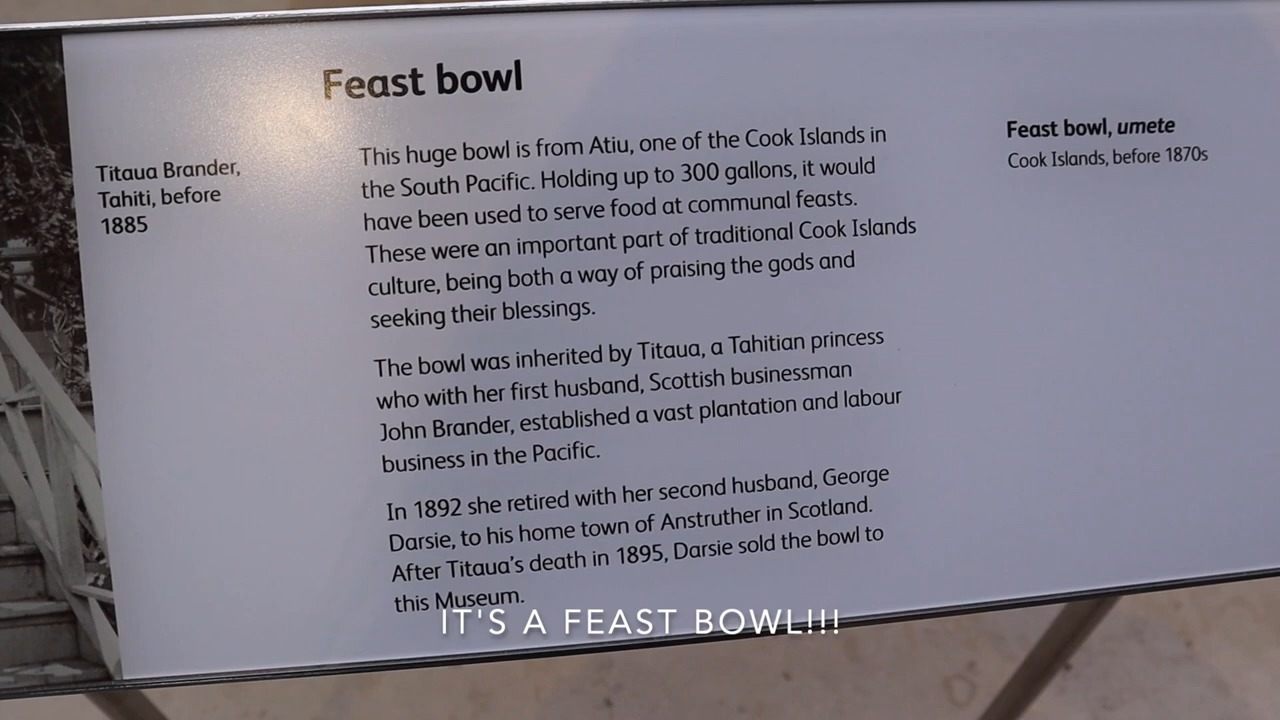 Feast bowl
Titaua Brander,
Tahiti, before
1885
This huge bowl is from Atiu, one of the Cook Islands in
the South Pacific. Holding up to 300 gallons, it would
have been used to serve food at communal feasts.
These were an important part of traditional Cook Islands
culture, being both a way of praising the gods and
seeking their blessings.
The bowl was inherited by Titaua, a Tahitian princess
who with her first husband, Scottish businessman
John Brander, established a vast plantation and labour
business in the Pacific.
In 1892 she retired with her second husband, George
Darsie, to his home town of Anstruther in Scotland.
After Titaua's death in 1895, Darsie sold the bowl to
this Museum.
Feast bowl, umete
Cook Islands, before 1870s
IT'S A FEAST BOWL!!!